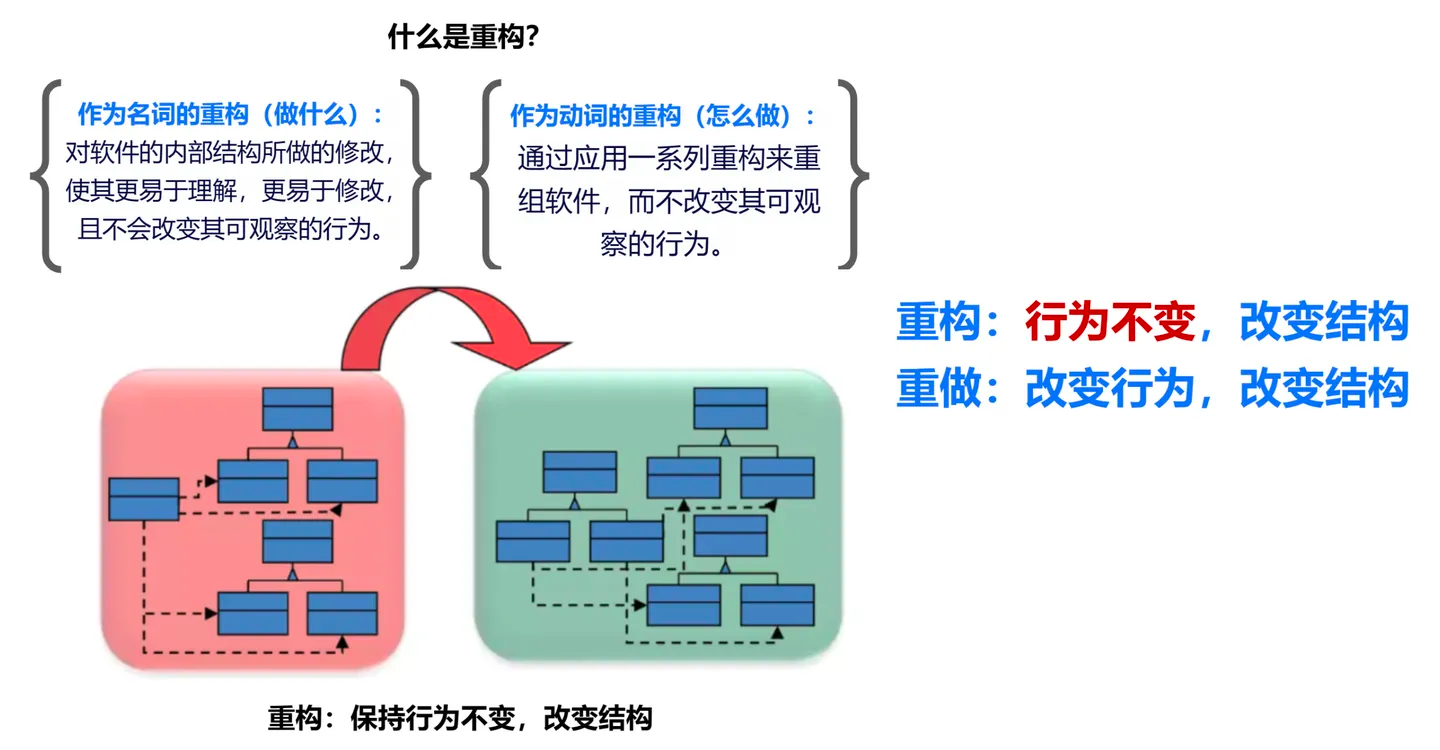 什么是重构？
作为名词的重构（做什么）：
对软件的内部结构所做的修改，
使其更易于理解，更易于修改，
且不会改变其可观察的行为。
作为动词的重构（怎么做）：
通过应用一系列重构来重
组软件，而不改变其可观
察的行为。
重构：行为不变，改变结构
重做：改变行为，改变结构
重构：保持行为不变，改变结构